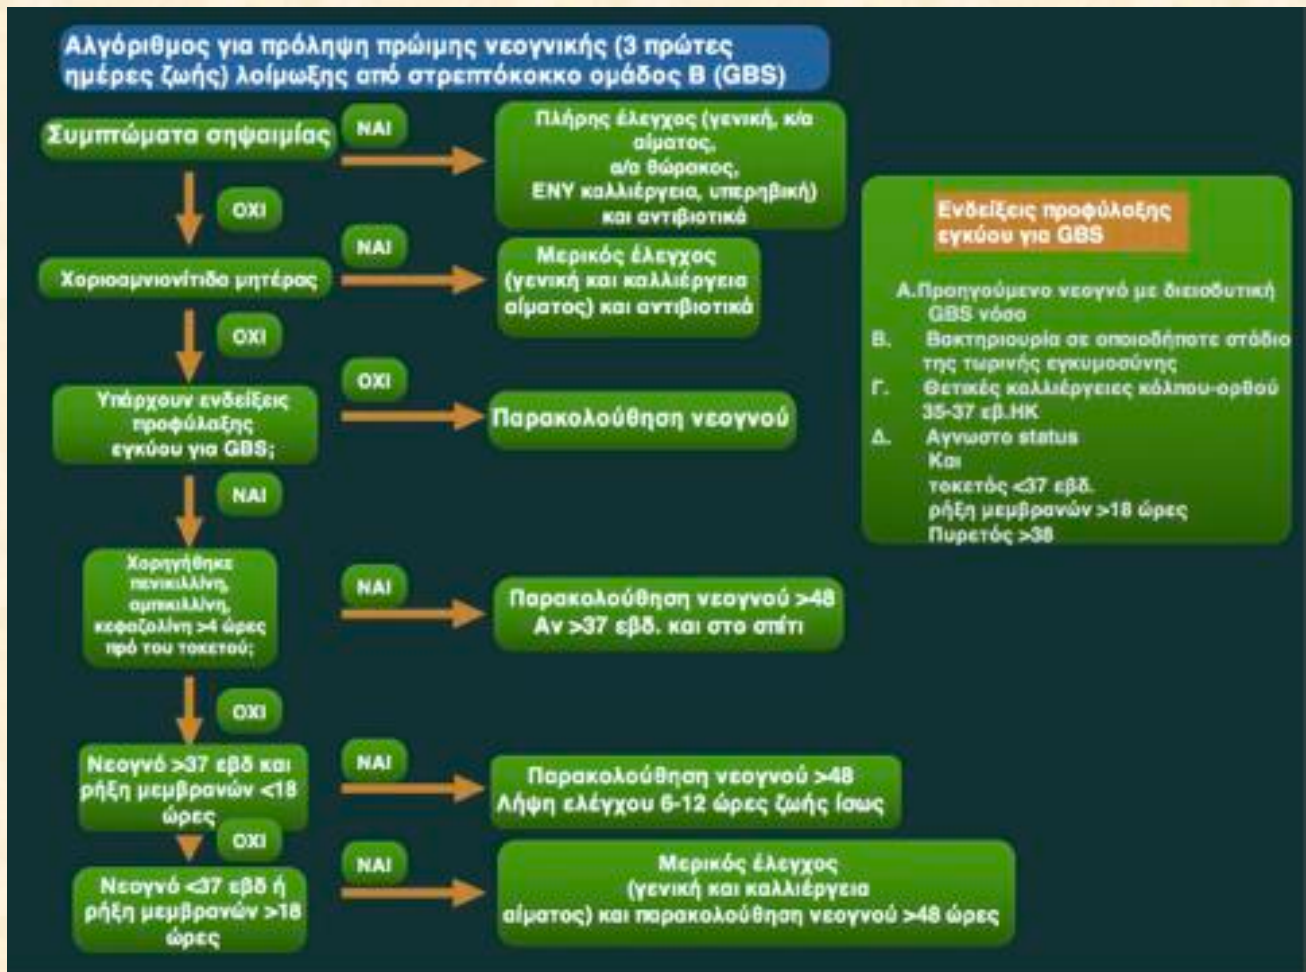 Αλγόριθμος για πρόληψη πρώιμης νεογνικής (3 πρώτες
ημέρες ζωής) λοίμωξης από στρεπτόκοκκο ομάδος Β (GBS)
Συμπτώματα σηψαιμίας
ΝΑΙ
Πλήρης έλεγχος (γενική, κ/α
αίματος,
α/α θώρακος,
ΕΝΥ καλλιέργεια, υπερηβική)
και αντιβιοτικά
ΟΧΙ
Χοριοαμνιονίτιδα μητέρας
ΝΑΙ
Μερικός έλεγχος
(γενική και καλλιέργεια
αίματος) και αντιβιοτικά
ΟΧΙ
Υπάρχουν ενδείξεις
προφύλαξης
εγκύου για GBS;
ΟΧΙ
Παρακολούθηση νεογνού
ΝΑΙ
Χορηγήθηκε
πενικιλλίνη,
αμπικιλλίνη,
κεφαζολίνη >4 ώρες
πρό του τοκετού;
ΝΑΙ
Παρακολούθηση νεογνού >48
Αν >37 εβδ. και στο σπίτι
ΟΧΙ
Νεογνό >37 εβδ και
ρήξη μεμβρανών <18
ώρες
ΝΑΙ
Παρακολούθηση νεογνού >48
Λήψη ελέγχου 6-12 ώρες ζωής ίσως
ΟΧΙ
Νεογνό <37 εβδ ή
ρήξη μεμβρανών >18
ώρες
ΝΑΙ
Μερικός έλεγχος
(γενική και καλλιέργεια
αίματος) και παρακολούθηση νεογνού >48 ώρες
Ενδείξεις προφύλαξης
εγκύου για GBS
Α.Προηγούμενο νεογνό με διεισδυτική
GBS νόσο
Β. Βακτηριουρία σε οποιοδήποτε στάδιο
της τωρινής εγκυμοσύνης
Γ. Θετικές καλλιέργειες κόλπου-ορθού
35-37 εβ.ΗΚ
Δ. Αγνωστο status
Και
τοκετός <37 εβδ.
ρήξη μεμβρανών >18 ώρες
Πυρετός >38